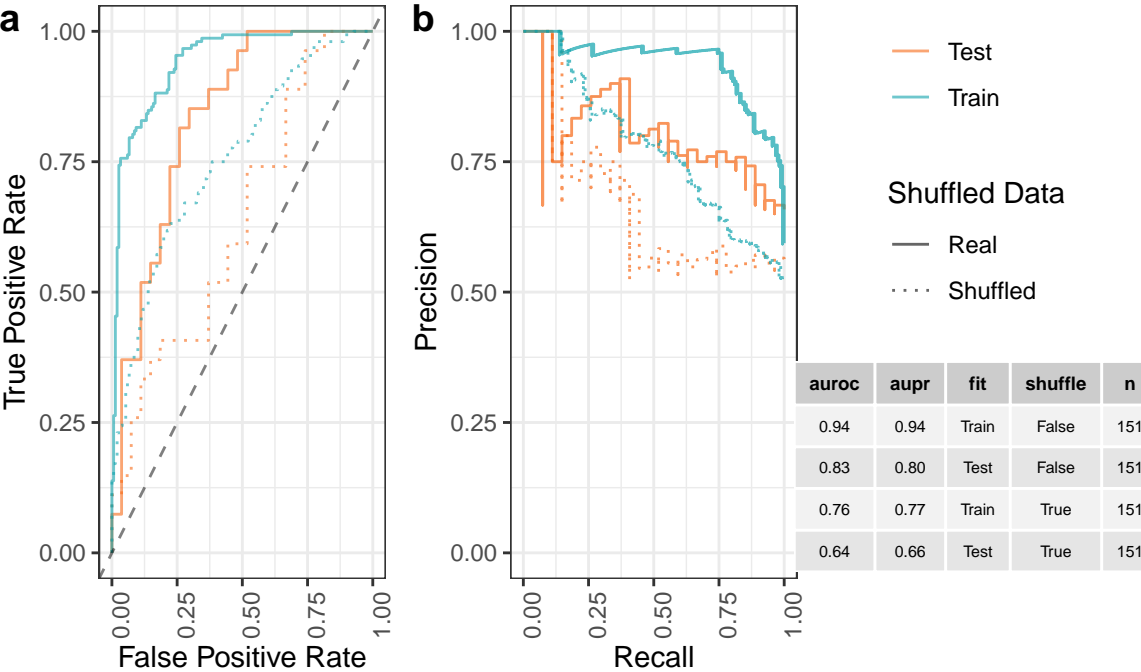 a
True Positive Rate
1.00
0.75
0.50
0.25
0.00
0.00 0.25 0.50 0.75 1.00
False Positive Rate
b
Precision
1.00
0.75
0.50
0.25
0.00
0.00 0.25 0.50 0.75 1.00
Recall
Test
Train
Shuffled Data
Real
Shuffled
auroc aupr fit shuffle n
0.94 0.94 Train False 151
0.83 0.80 Test False 151
0.76 0.77 Train True 151
0.64 0.66 Test True 151